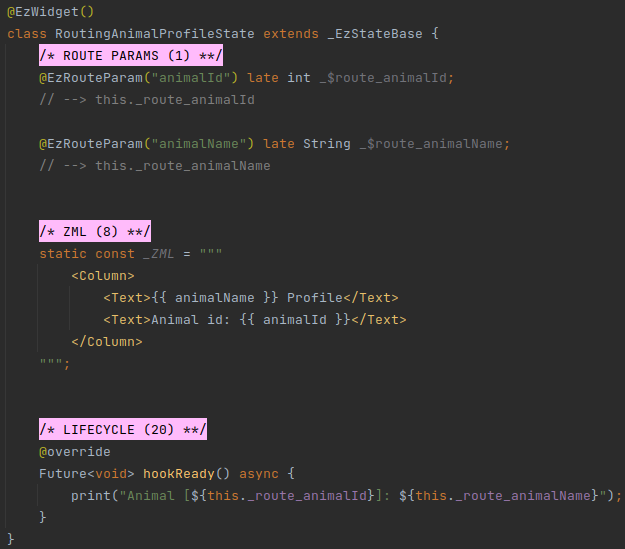 @EzWidget()
class RoutingAnimalProfileState extends _EzStateBase {
    /* ROUTE PARAMS (1) **/
    @EzRouteParam("animalId") late int _$route_animalId;
    // --> this._route_animalId

    @EzRouteParam("animalName") late String _$route_animalName;
    // --> this._route_animalName


    /* ZML (8) **/
    static const _ZML = """
        <Column>
            <Text>{{ animalName }} Profile</Text>
            <Text>Animal id: {{ animalId }}</Text>
        </Column>
    """;


    /* LIFECYCLE (20) **/
    @override
    Future<void> hookReady() async {
        print("Animal [${this._route_animalId}]: ${this._route_animalName}");
    }
}